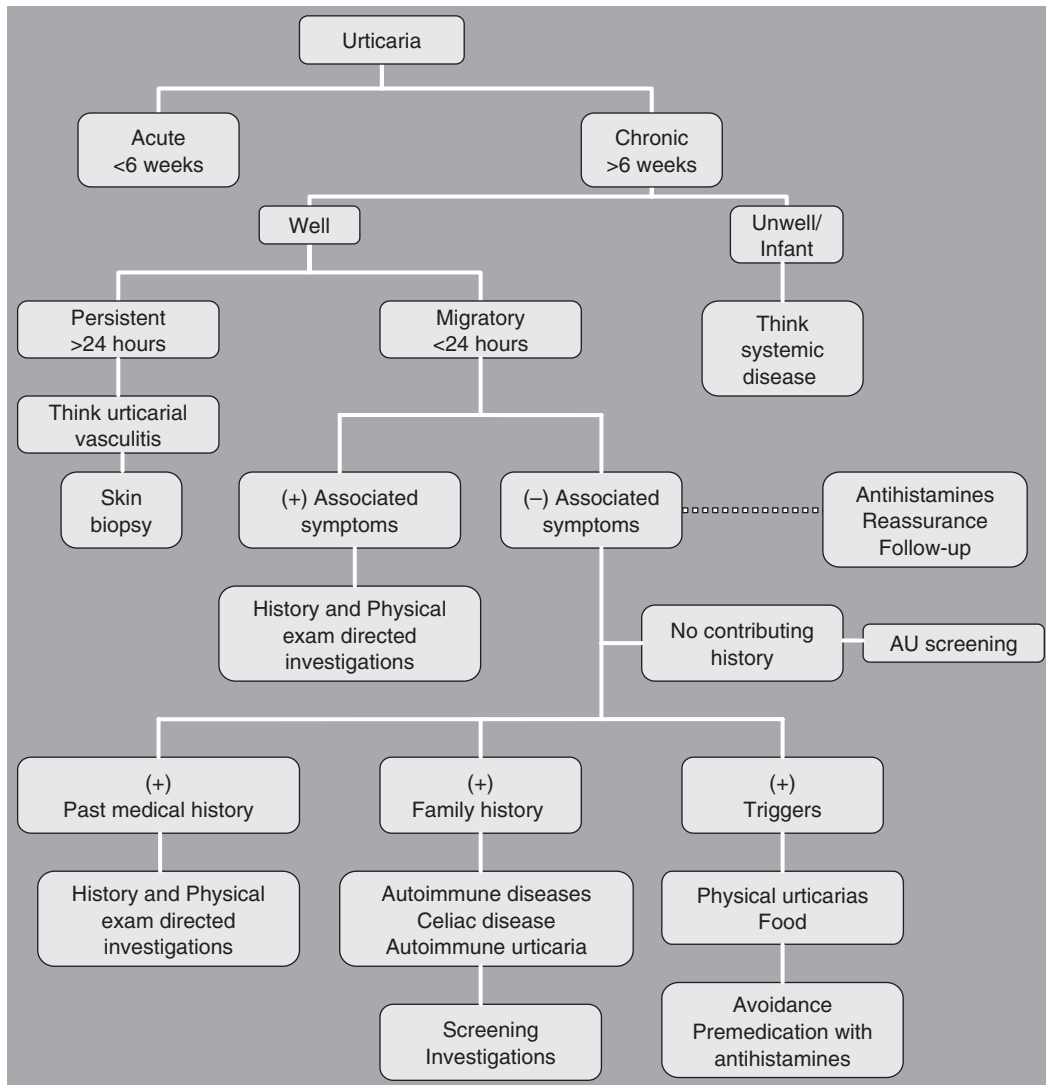 Urticaria
Acute
<6 weeks
Chronic
>6 weeks
Well
Unwell/
Infant
Persistent
>24 hours
Migratory
<24 hours
Think
systemic
disease
Think urticarial
vasculitis
Skin
biopsy
(+) Associated
symptoms
(–) Associated
symptoms
Antihistamines
Reassurance
Follow-up
History and Physical
exam directed
investigations
No contributing
history
AU screening
(+)
Past medical history
(+)
Family history
(+)
Triggers
History and Physical
exam directed
investigations
Autoimmune diseases
Celiac disease
Autoimmune urticaria
Physical urticarias
Food
Screening
Investigations
Avoidance
Premedication with
antihistamines